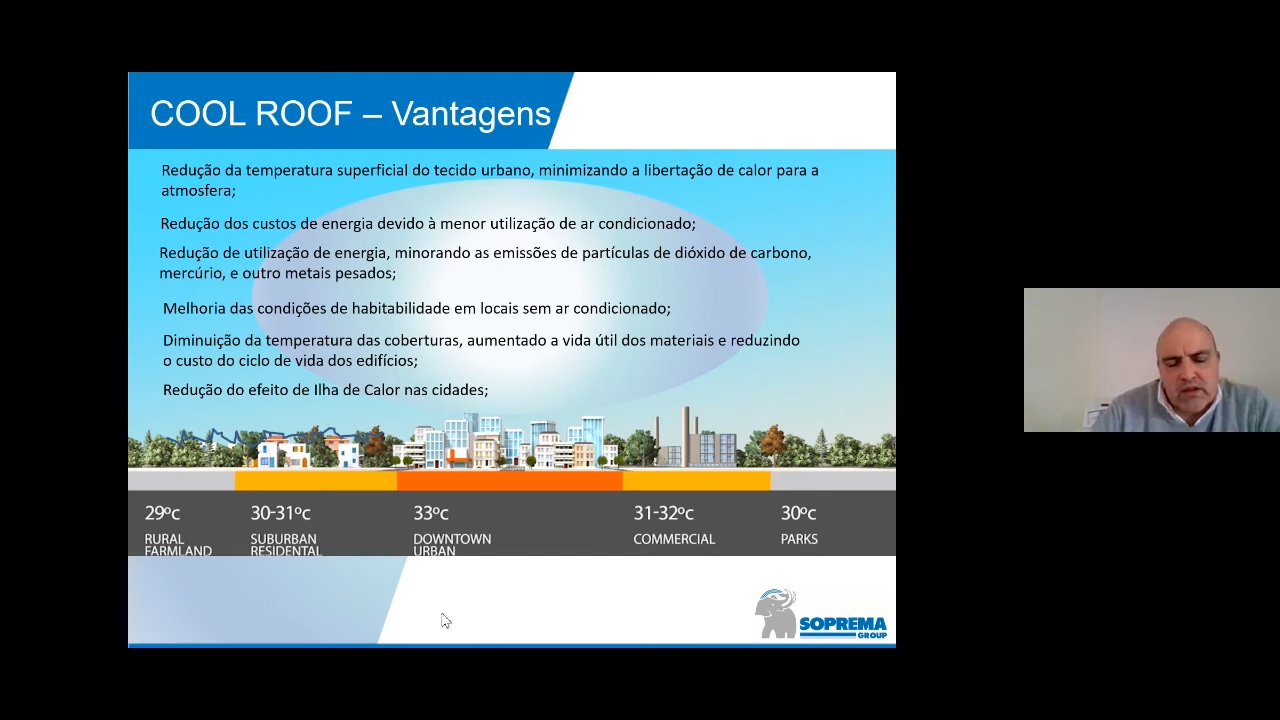 COOL ROOF – Vantagens
Redução da temperatura superficial do tecido urbano, minimizando a libertação de calor para a
atmosfera;
Redução dos custos de energia devido à menor utilização de ar condicionado;
Redução de utilização de energia, minorando as emissões de partículas de dióxido de carbono,
mercúrio, e outro metais pesados;
Melhoria das condições de habitabilidade em locais sem ar condicionado;
Diminuição da temperatura das coberturas, aumentado a vida útil dos materiais e reduzindo
o custo do ciclo de vida dos edifícios;
Redução do efeito de Ilha de Calor nas cidades;
29ºc 30-31ºc 33ºc 31-32ºc 30ºc
RURAL SUBURBAN DOWNTOWN COMMERCIAL PARKS
FARMLAND RESIDENTAL URBAN
SOPREMA
GROUP